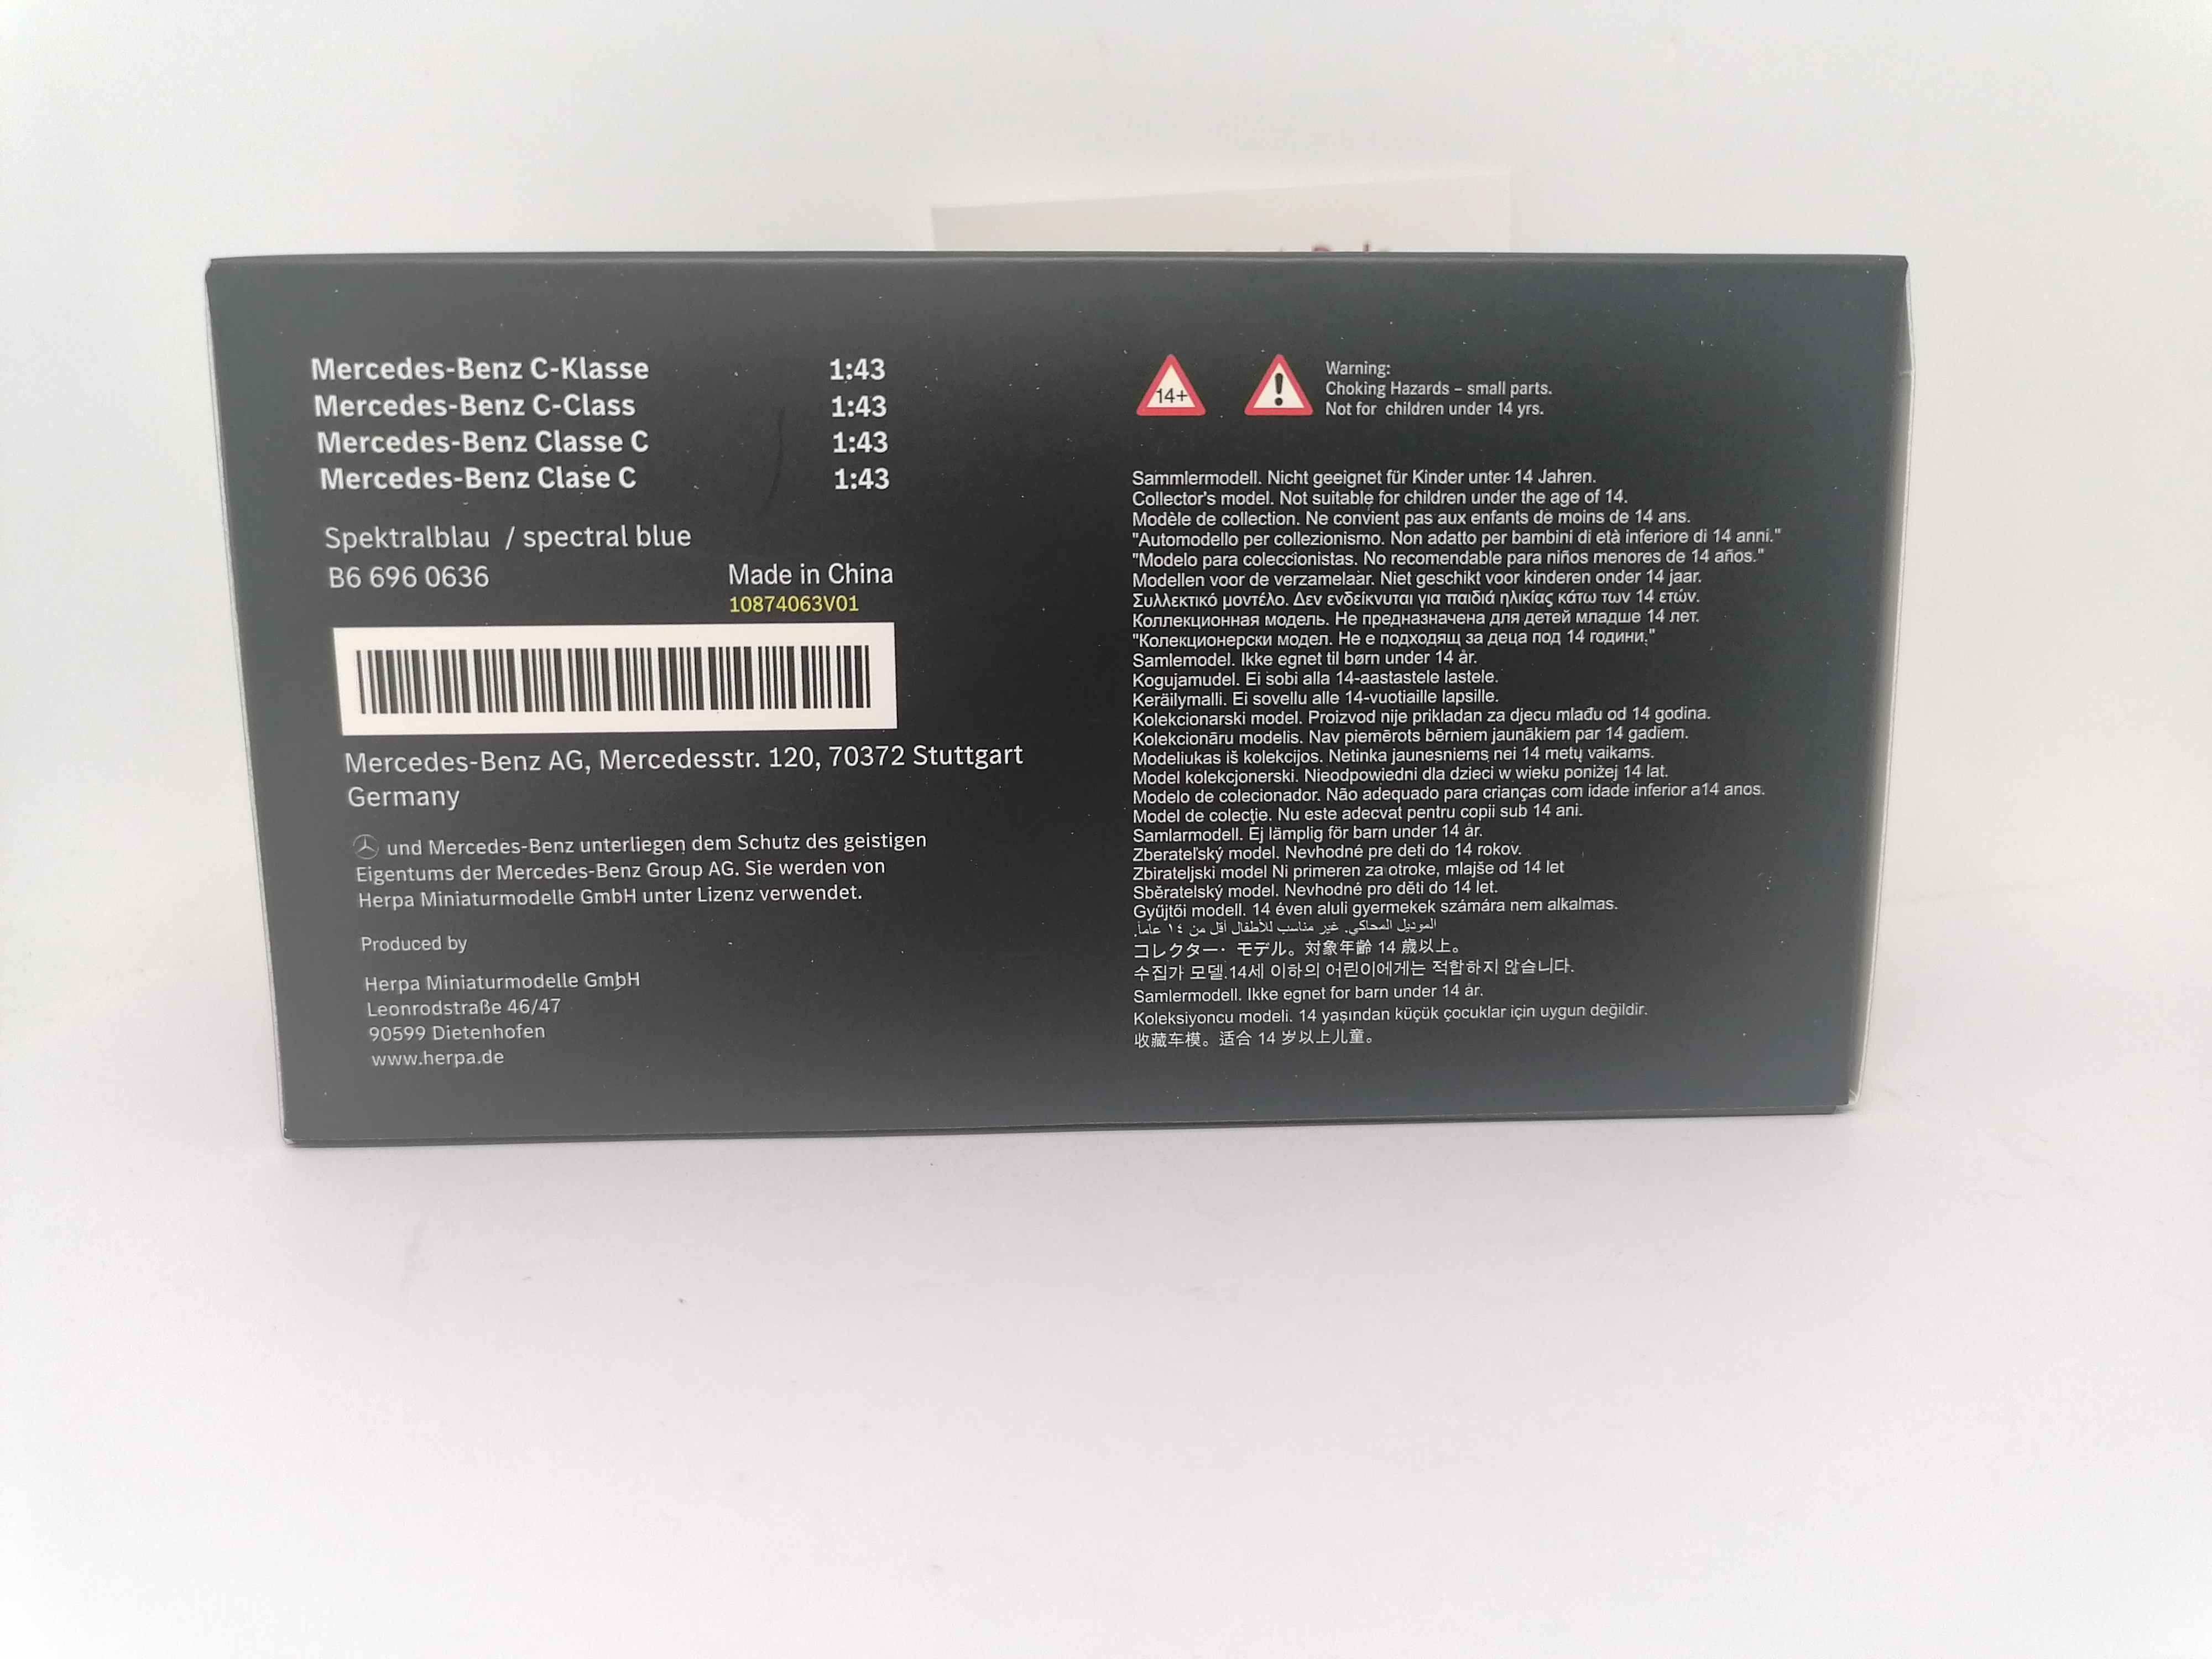 Mercedes-Benz C-Klasse 1:43
Mercedes-Benz C-Class 1:43
Mercedes-Benz Classe C 1:43
Mercedes-Benz Clase C 1:43
Spektralblau / spectral blue
B6 696 0636
Made in China
10874063V01
Mercedes-Benz AG, Mercedesstr. 120, 70372 Stuttgart
Germany
und Mercedes-Benz unterliegen dem Schutz des geistigen
Eigentums der Mercedes-Benz Group AG. Sie werden von
Herpa Miniaturmodelle GmbH unter Lizenz verwendet.
Produced by
Herpa Miniaturmodelle GmbH
Leonrodstraße 46/47
90599 Dietenhofen
www.herpa.de
14+
Warning:
Choking Hazards – small parts.
Not for children under 14 yrs.
Sammlermodell. Nicht geeignet für Kinder unter 14 Jahren.
Collector's model. Not suitable for children under the age of 14.
Modèle de collection. Ne convient pas aux enfants de moins de 14 ans.
"Automodello per collezionismo. Non adatto per bambini di età inferiore di 14 anni."
"Modelo para coleccionistas. No recomendable para niños menores de 14 años."
Modellen voor de verzamelaar. Niet geschikt voor kinderen onder 14 jaar.
Συλλεκτικό μοντέλο. Δεν ενδείκνυται για παιδιά ηλικίας κάτω των 14 ετών.
Коллекционная модель. Не предназначена для детей младше 14 лет.
"Колекционерски модел. Не е подходящ за деца под 14 години."
Samlemodel. Ikke egnet til børn under 14 år.
Kogujamudel. Ei sobi alla 14-aastastele lastele.
Keräilymalli. Ei sovellu alle 14-vuotiaille lapsille.
Kolekcionarski model. Proizvod nije prikladan za djecu mlađu od 14 godina.
Kolekcionāru modelis. Nav piemērots bērniem jaunākiem par 14 gadiem.
Modeliukas iš kolekcijos. Netinka jaunesniems nei 14 metų vaikams.
Model kolekcjonerski. Nieodpowiedni dla dzieci w wieku poniżej 14 lat.
Modelo de colecionador. Não adequado para crianças com idade inferior a14 anos.
Model de colecţie. Nu este adecvat pentru copii sub 14 ani.
Samlarmodell. Ej lämplig för barn under 14 år.
Zberateľský model. Nevhodné pre deti do 14 rokov.
Zbirateljski model Ni primeren za otroke, mlajše od 14 let
Sběratelský model. Nevhodné pro děti do 14 let.
Gyűjtői modell. 14 éven aluli gyermekek számára nem alkalmas.
الموديل المحاكي. غير مناسب للأطفال أقل من ١٤ عاماً.
コレクター・モデル。対象年齢 14 歳以上。
수집가 모델.14세 이하의 어린이에게는 적합하지 않습니다.
Samlermodell. Ikke egnet for barn under 14 år.
Koleksiyoncu modeli. 14 yaşından küçük çocuklar için uygun değildir.
收藏车模。适合 14 岁以上儿童。